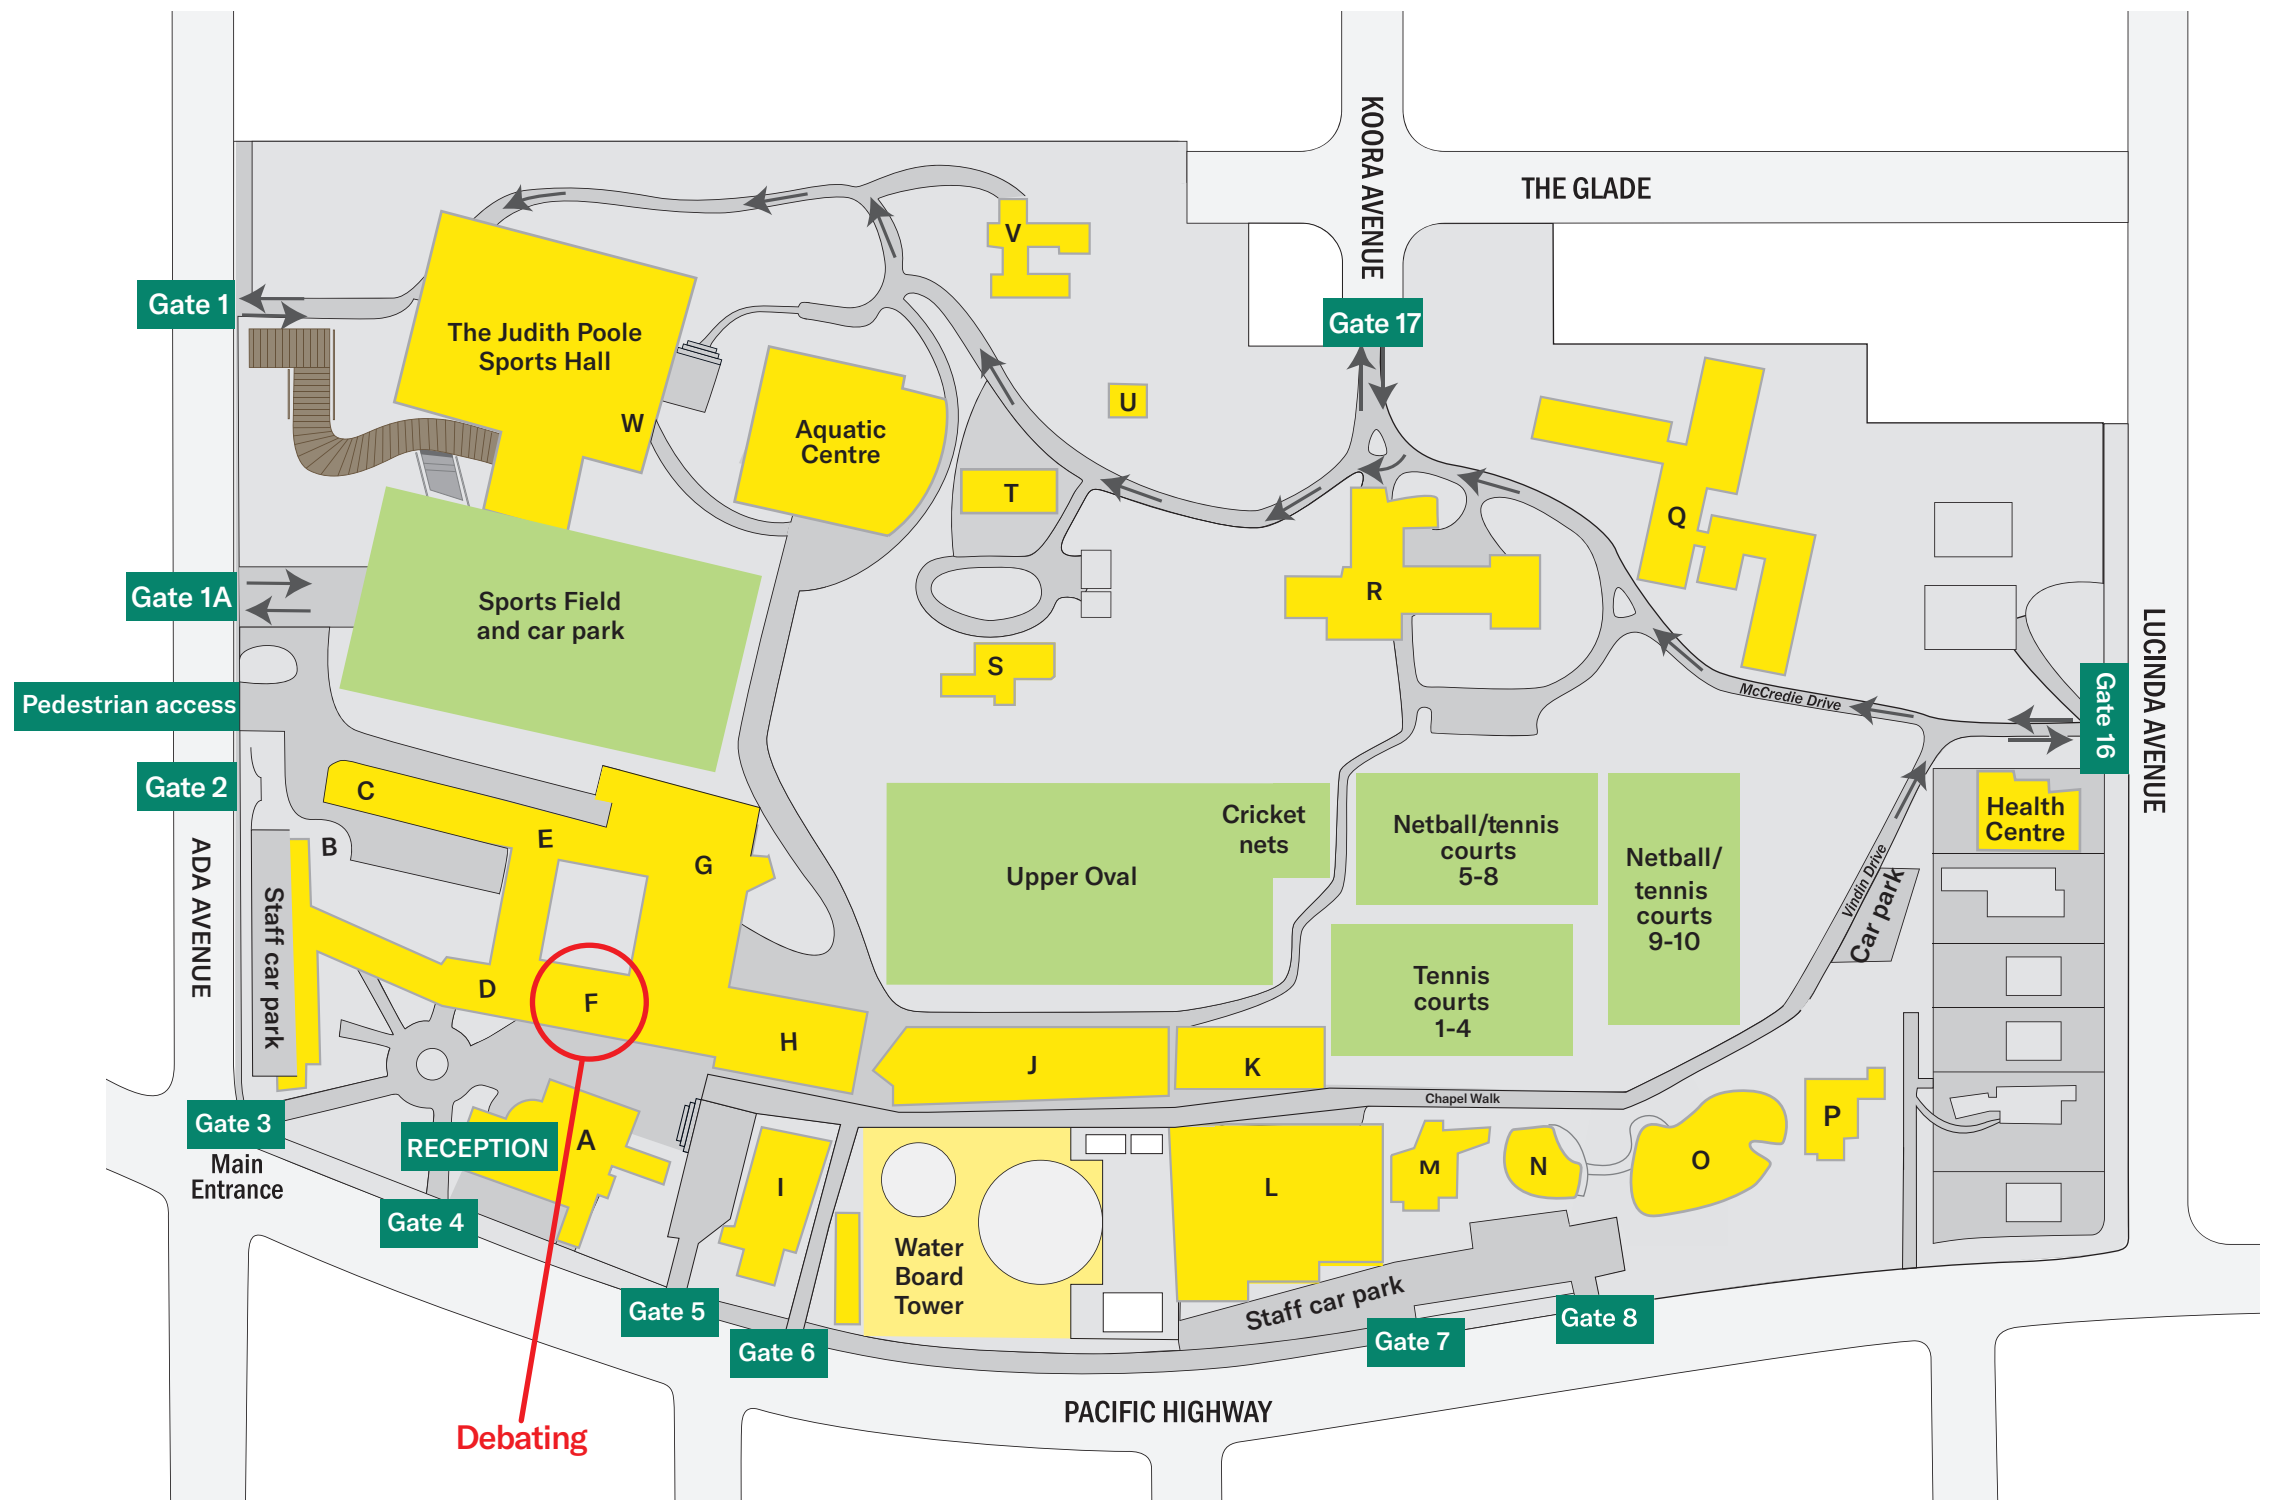 KOORA AVENUE
THE GLADE
V
Gate 1
Gate 17
The Judith Poole
Sports Hall
W
U
Aquatic
Centre
T
Q
Gate 1A
Sports Field
and car park
R
S
LUCINDA AVENUE
Pedestrian access
McCredie Drive
Gate 16
Gate 2
C
E
B
G
Upper Oval
Cricket
nets
Netball/tennis
courts
5-8
Netball/
tennis
courts
9-10
Health
Centre
Vindin Drive
Car park
ADA AVENUE
Staff car park
D
F
H
J
K
Tennis
courts
1-4
Chapel Walk
Gate 3
Main
Entrance
RECEPTION
A
I
L
M
N
O
P
Gate 4
Water
Board
Tower
Gate 5
Gate 6
Staff car park
Gate 7
Gate 8
PACIFIC HIGHWAY
Debating